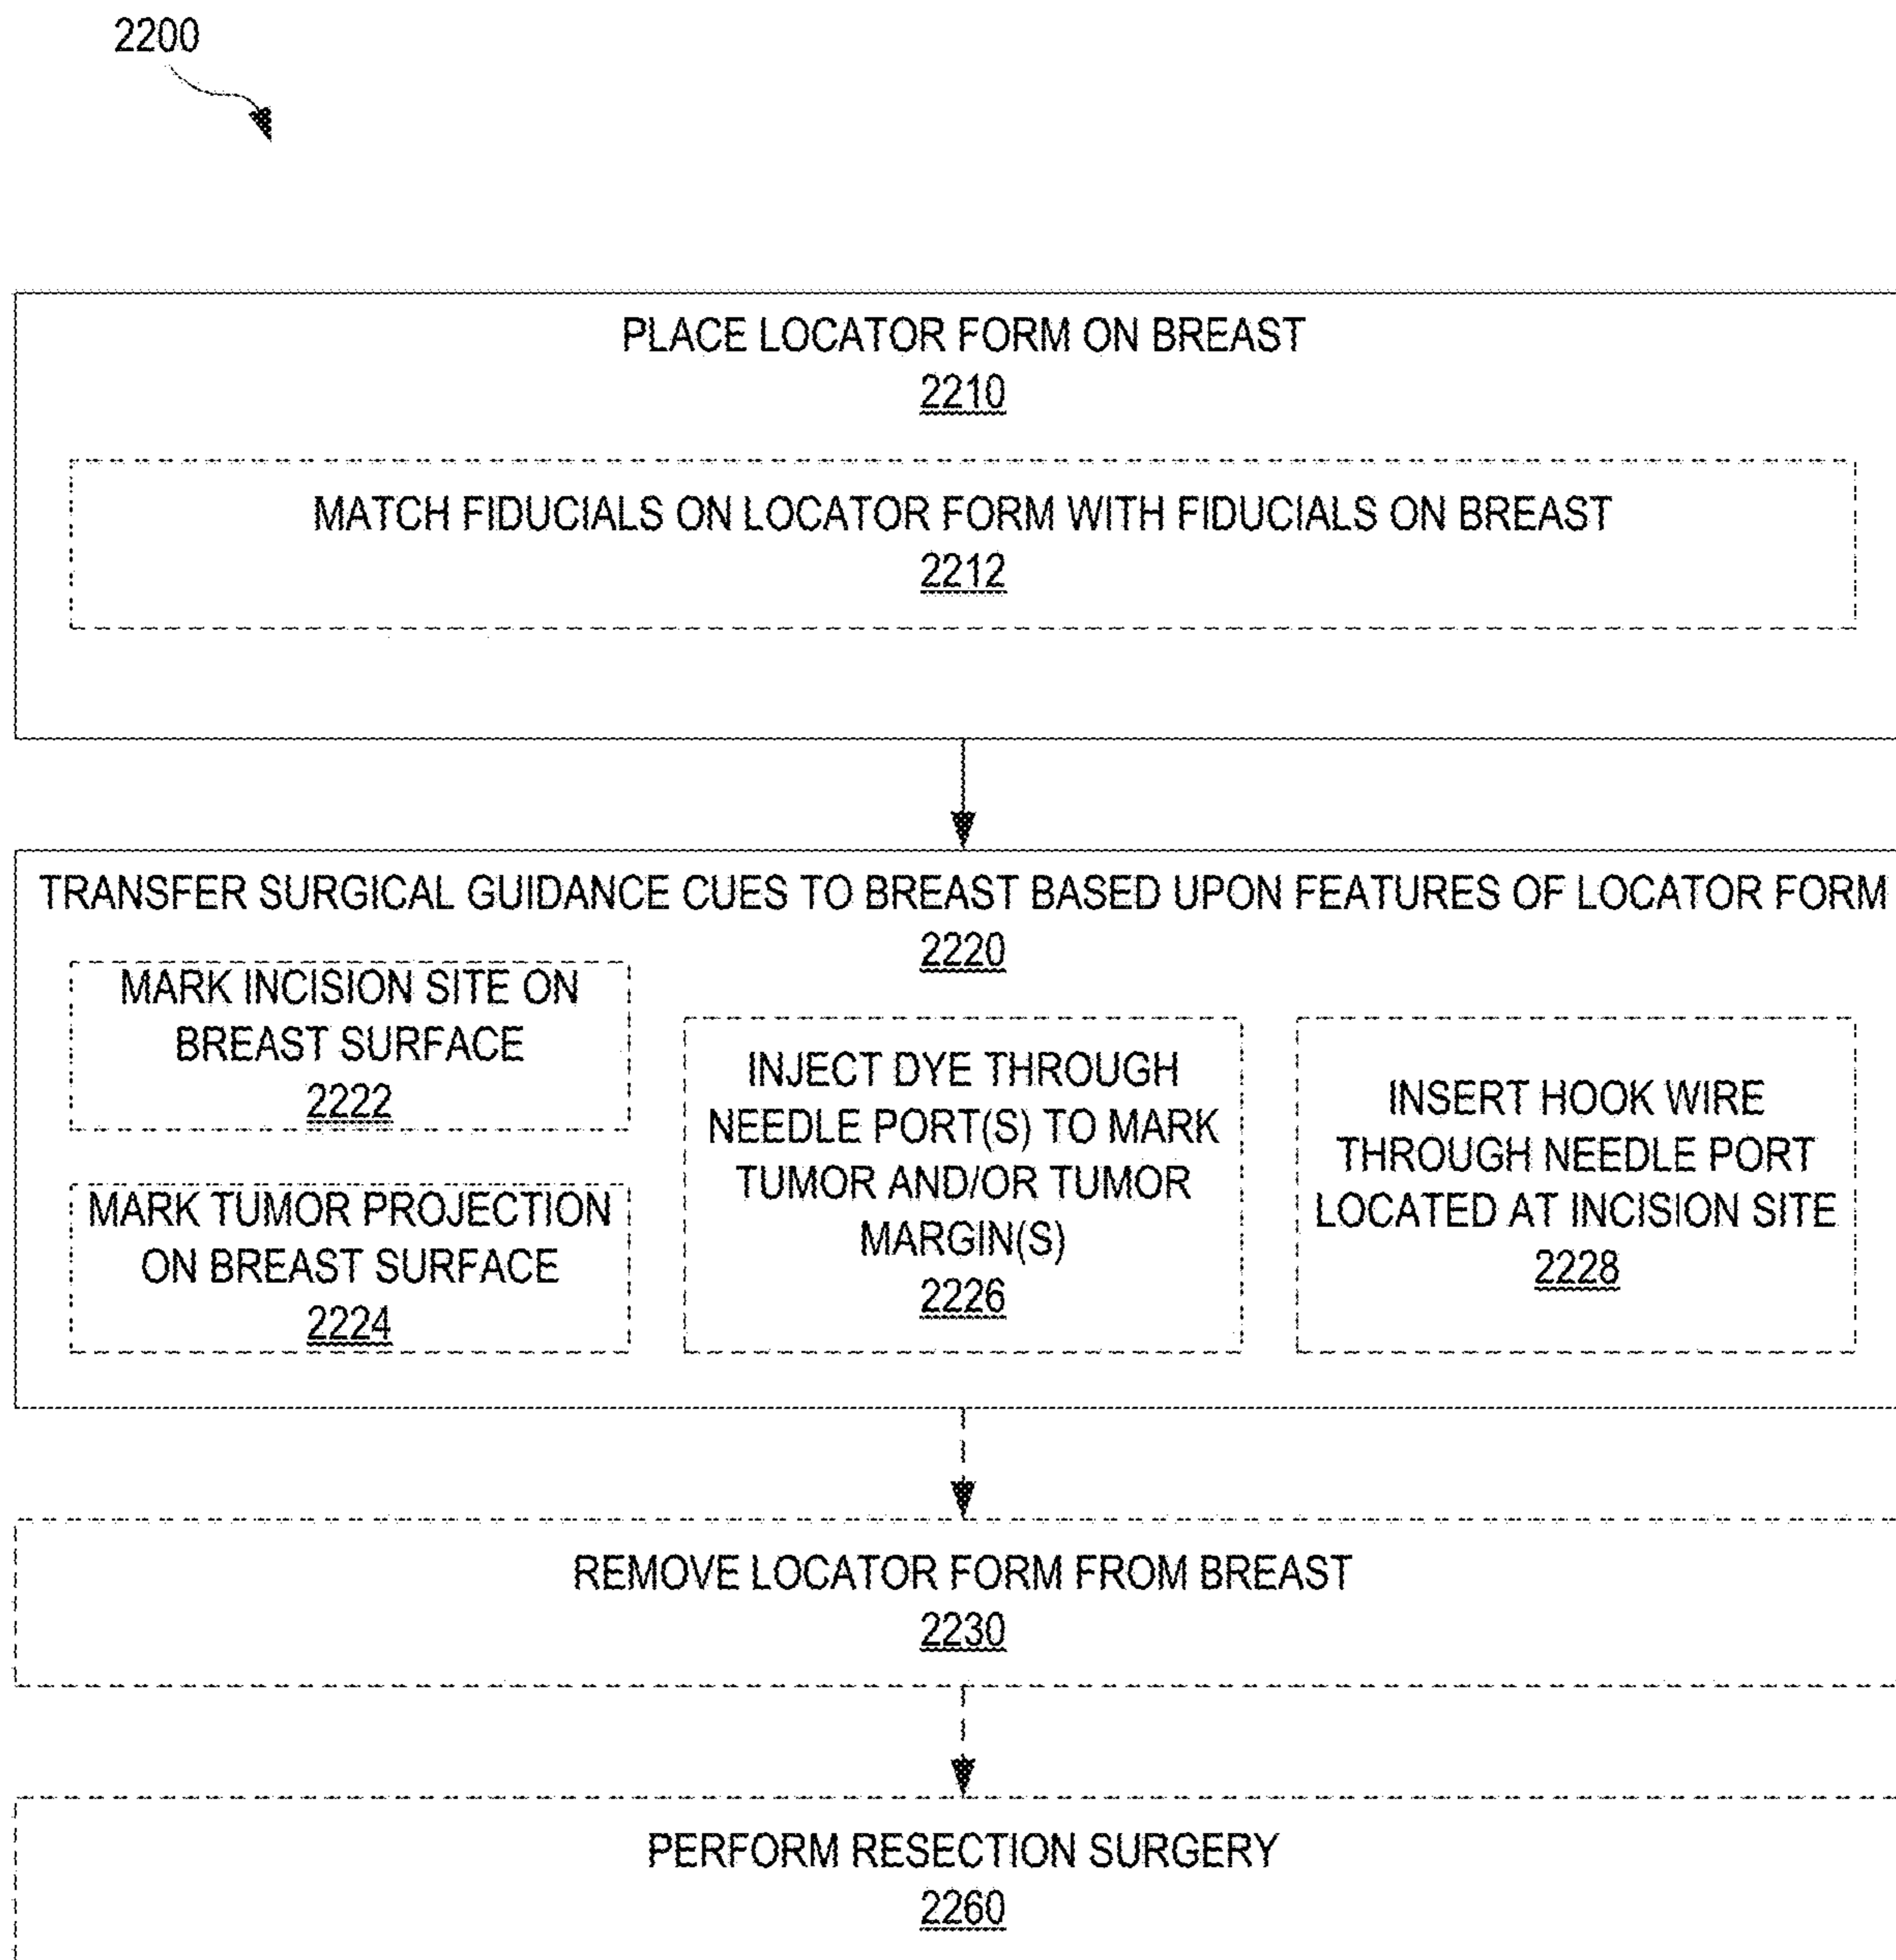 2200
PLACE LOCATOR FORM ON BREAST
2210
MATCH FIDUCIALS ON LOCATOR FORM WITH FIDUCIALS ON BREAST
2212
TRANSFER SURGICAL GUIDANCE CUES TO BREAST BASED UPON FEATURES OF LOCATOR FORM
2220
MARK INCISION SITE ON
BREAST SURFACE
2222
MARK TUMOR PROJECTION
ON BREAST SURFACE
2224
INJECT DYE THROUGH
NEEDLE PORT(S) TO MARK
TUMOR AND/OR TUMOR
MARGIN(S)
2226
INSERT HOOK WIRE
THROUGH NEEDLE PORT
LOCATED AT INCISION SITE
2228
REMOVE LOCATOR FORM FROM BREAST
2230
PERFORM RESECTION SURGERY
2260